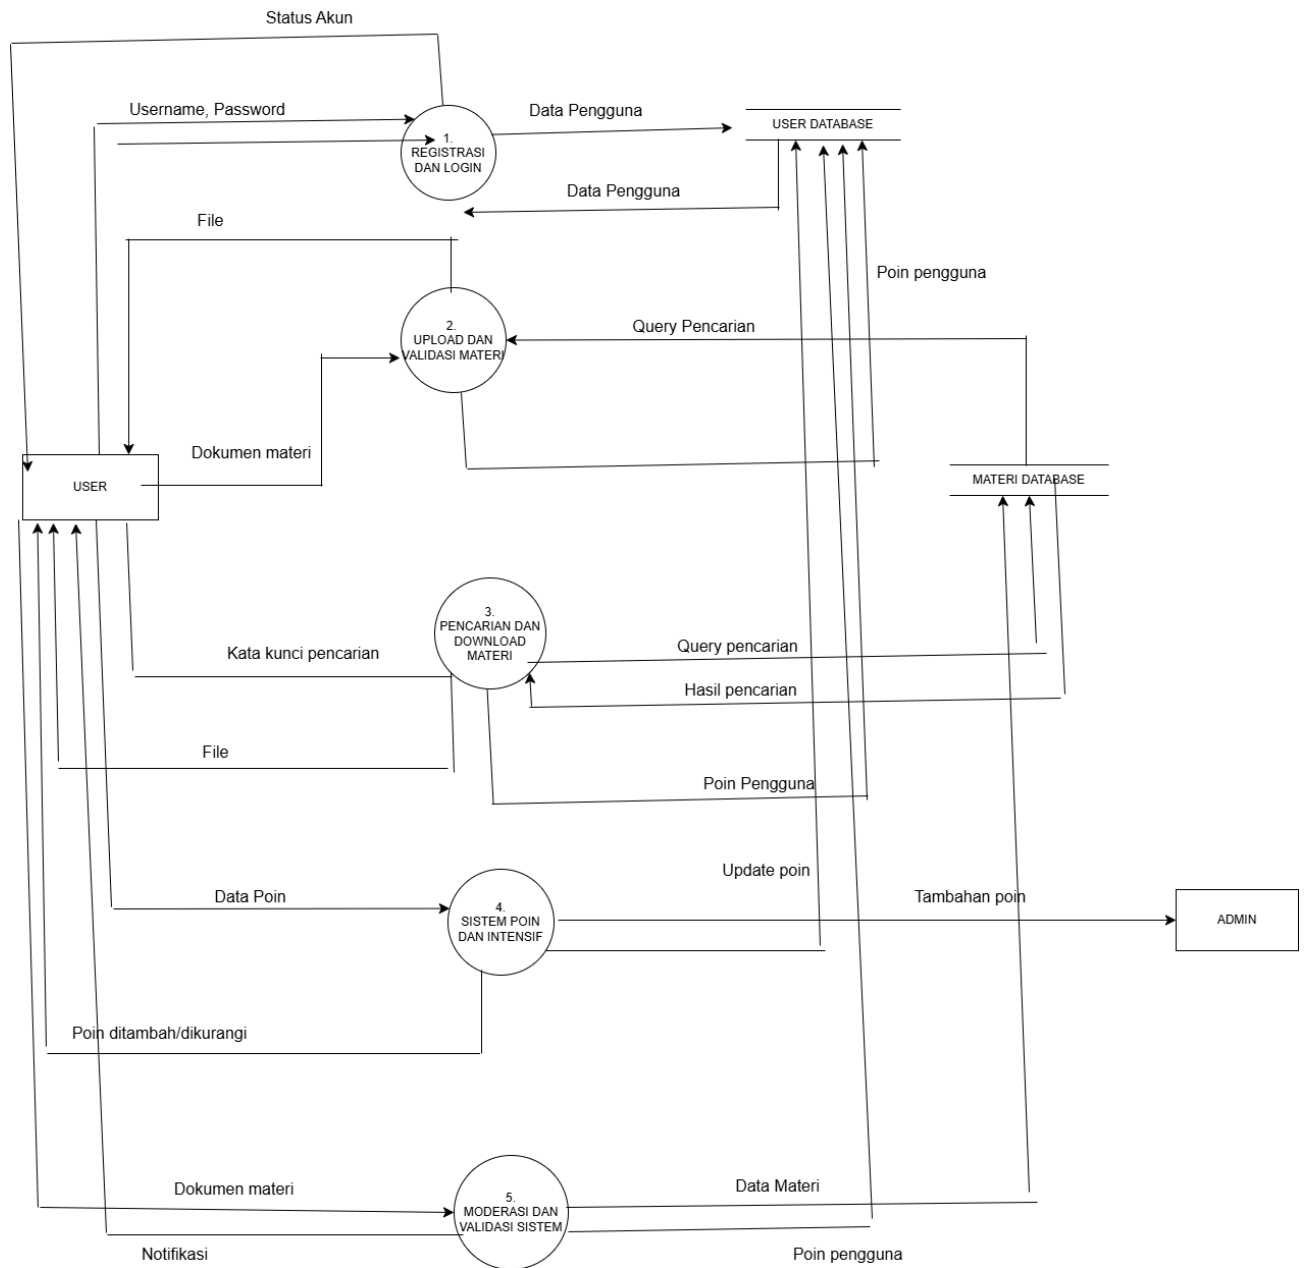 Status Akun
Username, Password
Data Pengguna
USER DATABASE
1.
REGISTRASI
DAN LOGIN
Data Pengguna
File
Poin pengguna
2.
UPLOAD DAN
VALIDASI MATERI
Query Pencarian
Dokumen materi
USER
MATERI DATABASE
3.
PENCARIAN DAN
DOWNLOAD
MATERI
Kata kunci pencarian
Query pencarian
Hasil pencarian
File
Poin Pengguna
Update poin
Data Poin
4.
SISTEM POIN
DAN INTENSIF
Tambahan poin
ADMIN
Poin ditambah/dikurangi
Dokumen materi
5.
MODERASI DAN
VALIDASI SISTEM
Data Materi
Notifikasi
Poin pengguna